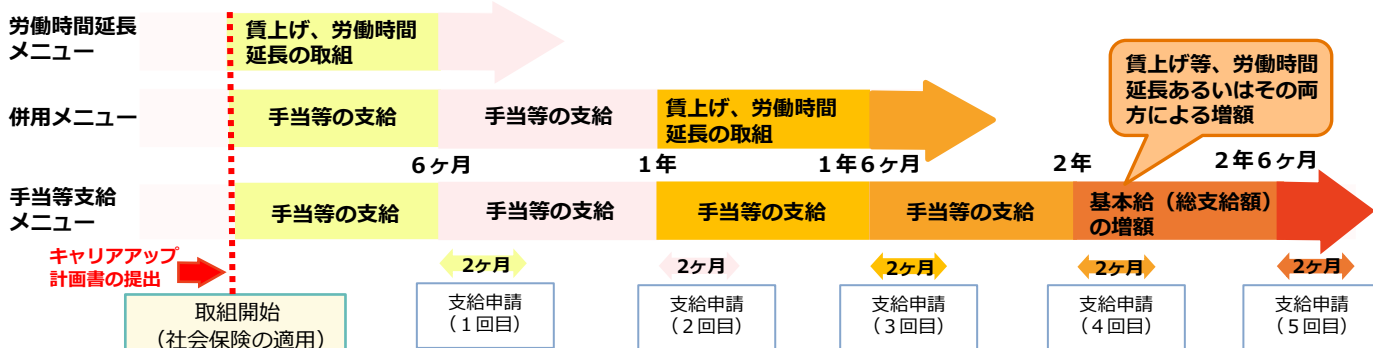 労働時間延長
メニュー
賃上げ、労働時間
延長の取組
賃上げ等、労働時間
延長あるいはその両
方による増額
併用メニュー
手当等の支給
手当等の支給
賃上げ、労働時間
延長の取組
6ヶ月
1年
1年6ヶ月
2年
2年6ヶ月
手当等支給
メニュー
手当等の支給
手当等の支給
手当等の支給
手当等の支給
基本給（総支給額）
の増額
キャリアアップ
計画書の提出
2ヶ月
2ヶ月
2ヶ月
2ヶ月
2ヶ月
取組開始
（社会保険の適用）
支給申請
（1回目）
支給申請
（2回目）
支給申請
（3回目）
支給申請
（4回目）
支給申請
（5回目）